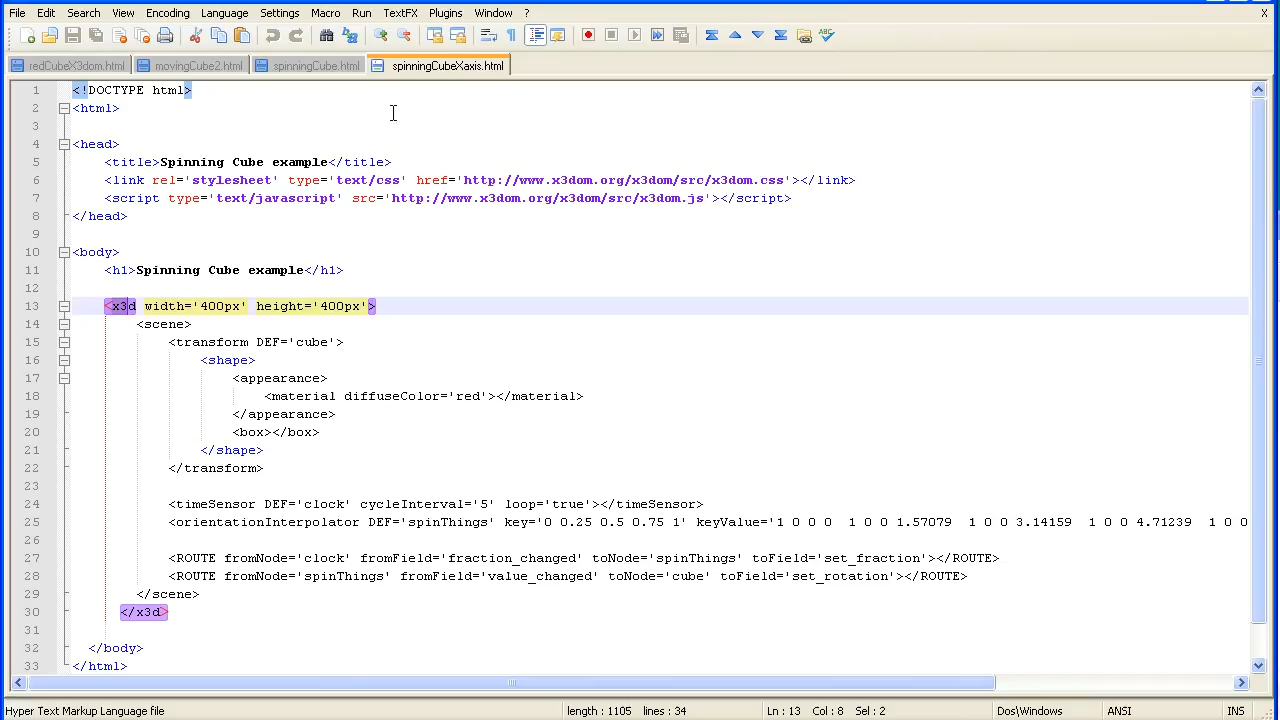 File Edit Search View Encoding Language Settings Macro Run TextFX Plugins Window ? X
redCubeX3dom.html movingCube2.html spinningCube.html spinningCubeXaxis.html
1 <!DOCTYPE html>
2 <html>
3
4 <head>
5 <title>Spinning Cube example</title>
6 <link rel='stylesheet' type='text/css' href='http://www.x3dom.org/x3dom/src/x3dom.css'></link>
7 <script type='text/javascript' src='http://www.x3dom.org/x3dom/src/x3dom.js'></script>
8 </head>
9
10 <body>
11 <h1>Spinning Cube example</h1>
12
13 <x3d width='400px' height='400px'>
14 <scene>
15 <transform DEF='cube'>
16 <shape>
17 <appearance>
18 <material diffuseColor='red'></material>
19 </appearance>
20 <box></box>
21 </shape>
22 </transform>
23
24 <timeSensor DEF='clock' cycleInterval='5' loop='true'></timeSensor>
25 <orientationInterpolator DEF='spinThings' key='0 0.25 0.5 0.75 1' keyValue='1 0 0 0  1 0 0 1.57079  1 0 0 3.14159  1 0 0 4.71239  1 0 0
26
27 <ROUTE fromNode='clock' fromField='fraction_changed' toNode='spinThings' toField='set_fraction'></ROUTE>
28 <ROUTE fromNode='spinThings' fromField='value_changed' toNode='cube' toField='set_rotation'></ROUTE>
29 </scene>
30 </x3d>
31
32 </body>
33 </html>
Hyper Text Markup Language file length : 1105 lines : 34 Ln : 13 Col : 8 Sel : 2 Dos\Windows ANSI INS